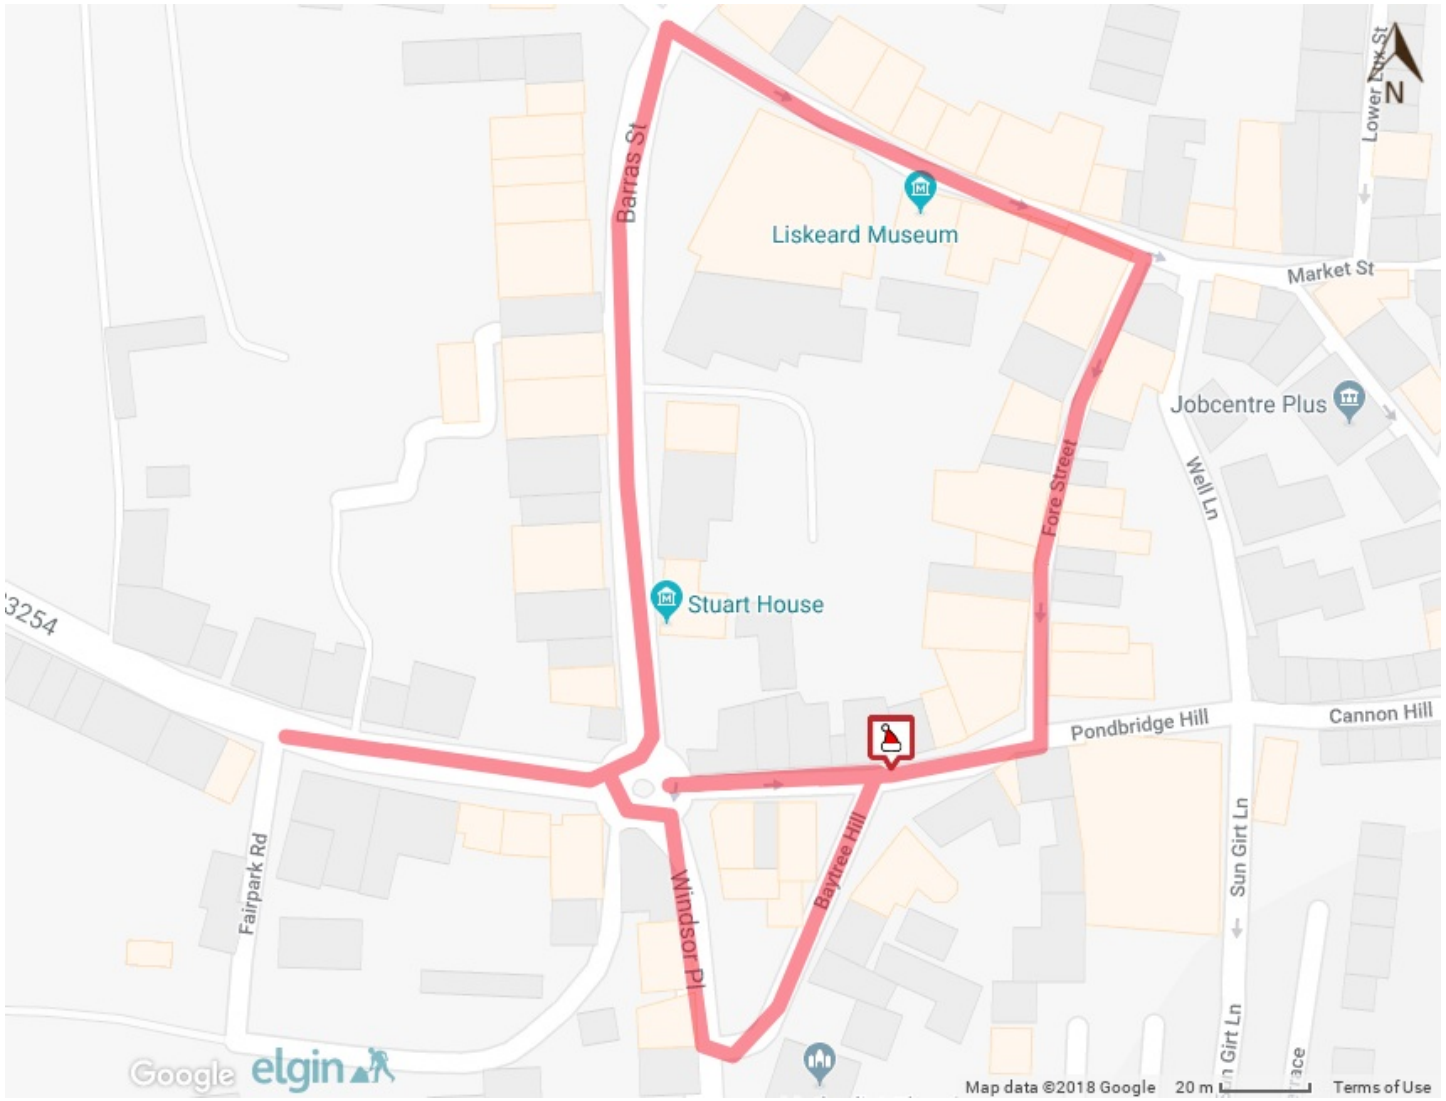 Lower Lux St
N
Barras St
Liskeard Museum
Market St
Jobcentre Plus
Fore Street
Well Ln
Stuart House
3254
Pondbridge Hill
Cannon Hill
Baytree Hill
Sun Girt Ln
Fairpark Rd
Windsor Pl
Girt Ln
Google elgin
Map data ©2018 Google 20 m Terms of Use